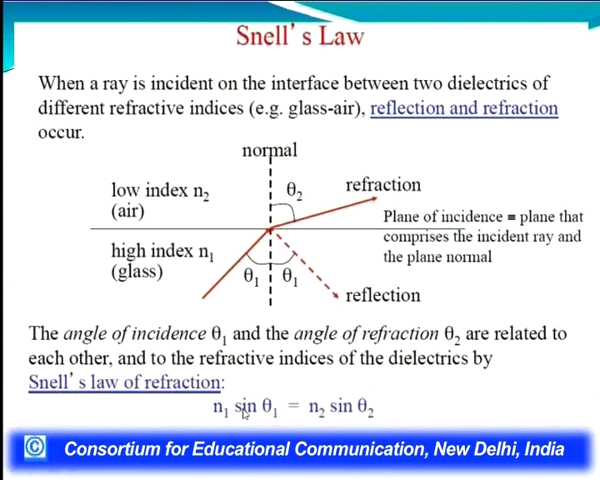 Snell's Law
When a ray is incident on the interface between two dielectrics of
different refractive indices (e.g. glass-air), reflection and refraction
occur.
normal
low index n₂
(air)
θ₂
refraction
Plane of incidence = plane that
comprises the incident ray and
the plane normal
high index n₁
(glass)
θ₁
θ₁
reflection
The angle of incidence θ₁ and the angle of refraction θ₂ are related to
each other, and to the refractive indices of the dielectrics by
Snell's law of refraction:
n₁ sin θ₁ = n₂ sin θ₂
© Consortium for Educational Communication, New Delhi, India